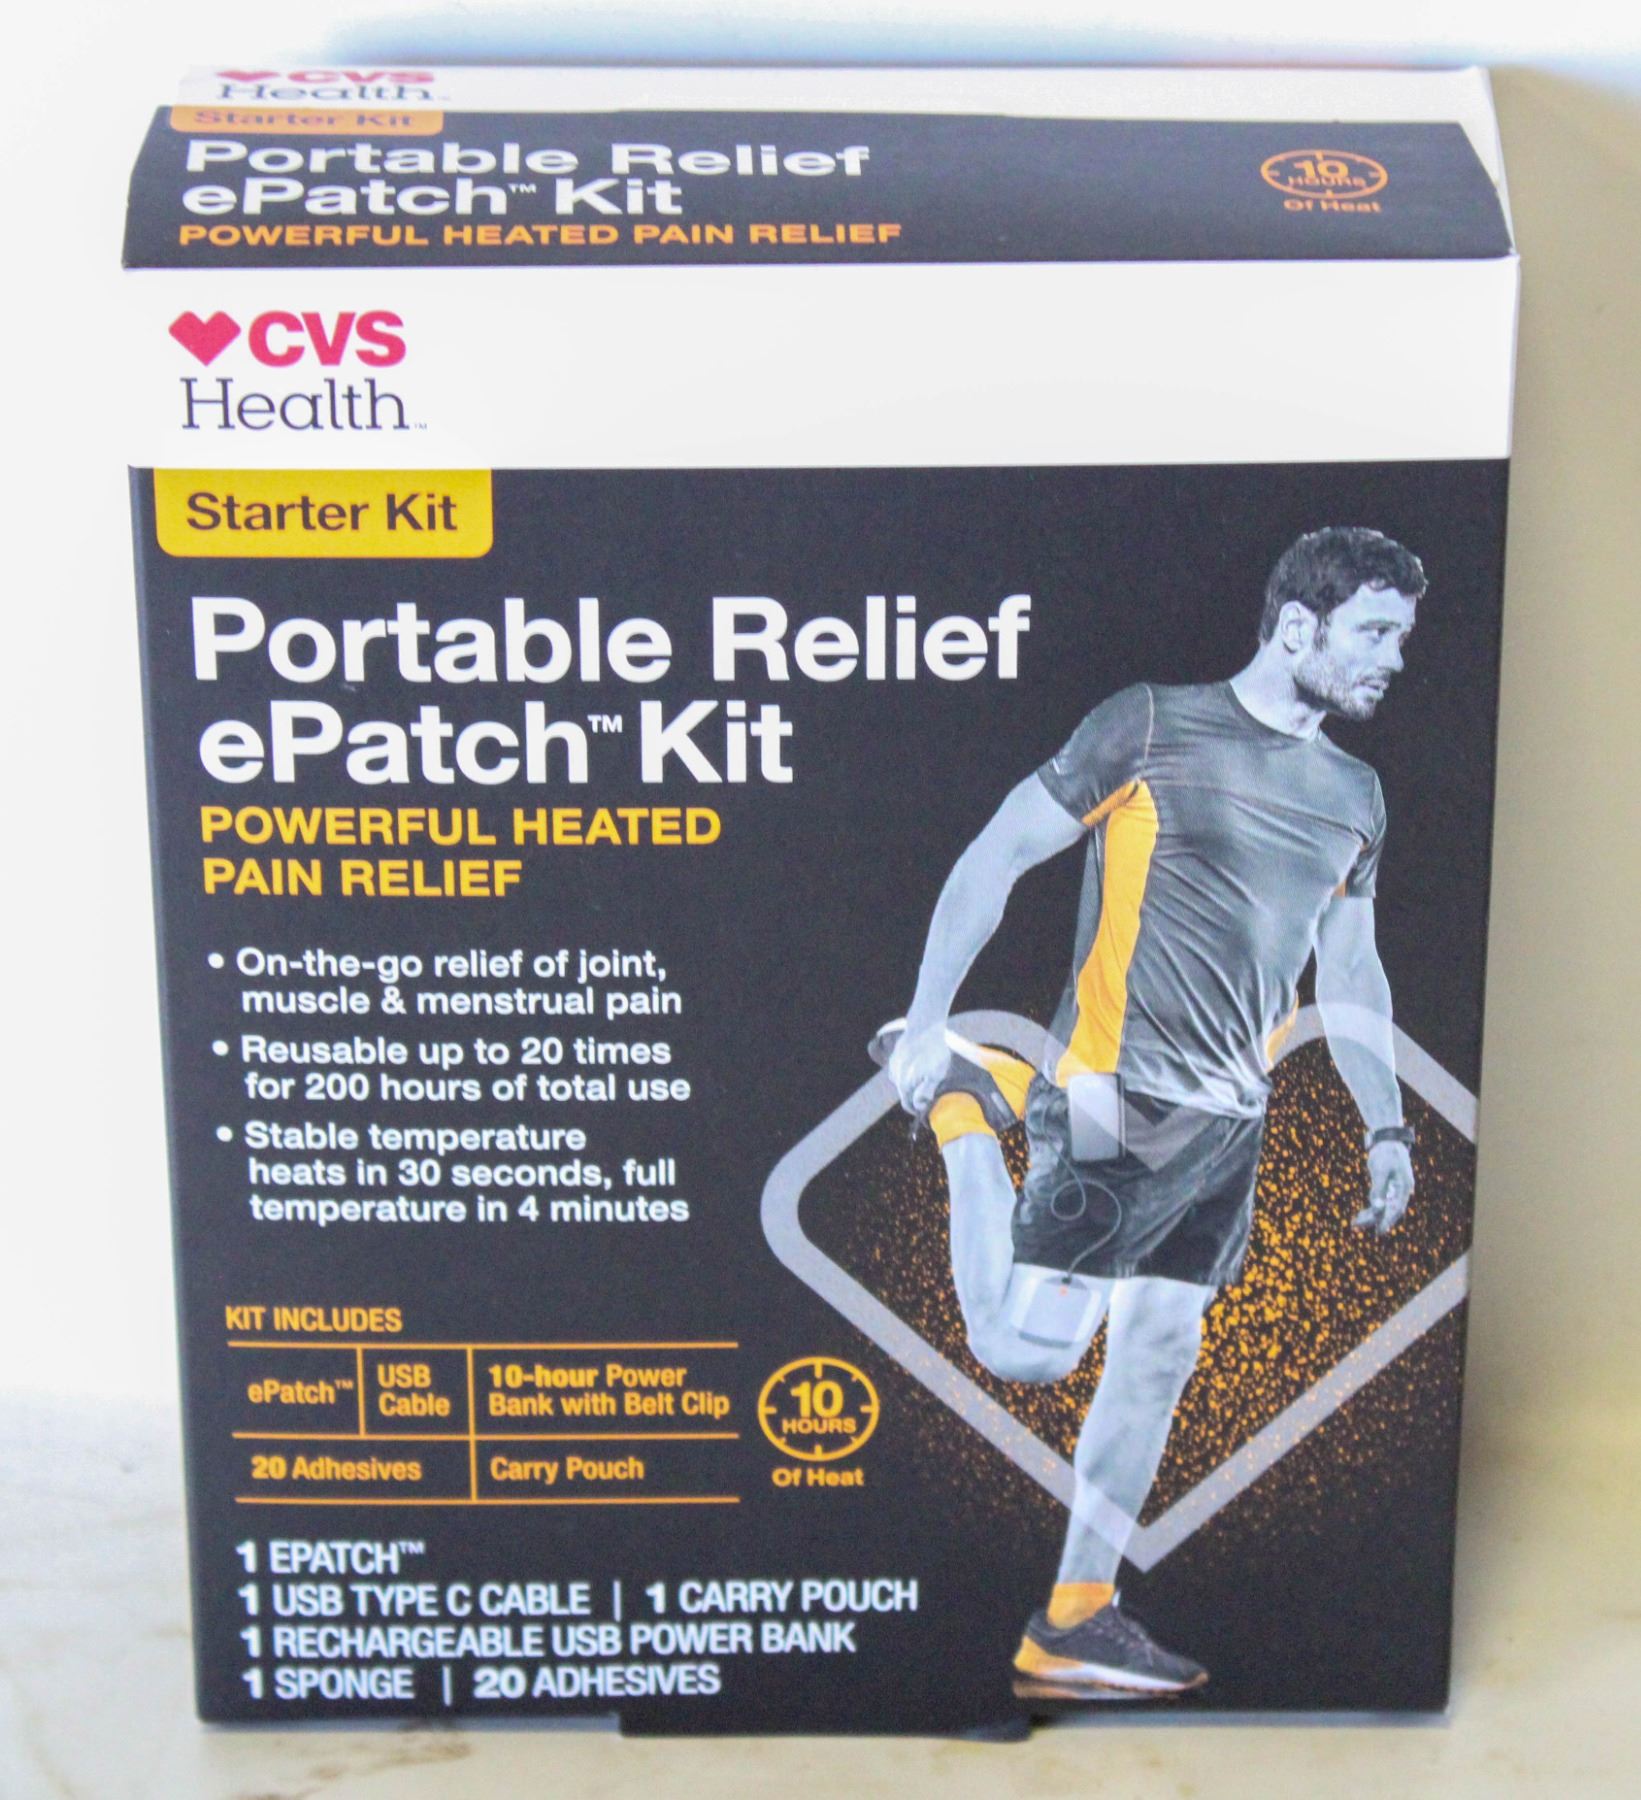 CVS
Health™
Starter Kit
Portable Relief
ePatch™ Kit
POWERFUL HEATED PAIN RELIEF
10
HOURS
Of Heat
CVS
Health™
Starter Kit
Portable Relief
ePatch™ Kit
POWERFUL HEATED
PAIN RELIEF
• On-the-go relief of joint,
muscle & menstrual pain
• Reusable up to 20 times
for 200 hours of total use
• Stable temperature
heats in 30 seconds, full
temperature in 4 minutes
KIT INCLUDES
ePatch™
USB
Cable
10-hour Power
Bank with Belt Clip
20 Adhesives
Carry Pouch
10
HOURS
Of Heat
1 EPATCH™
1 USB TYPE C CABLE | 1 CARRY POUCH
1 RECHARGEABLE USB POWER BANK
1 SPONGE | 20 ADHESIVES